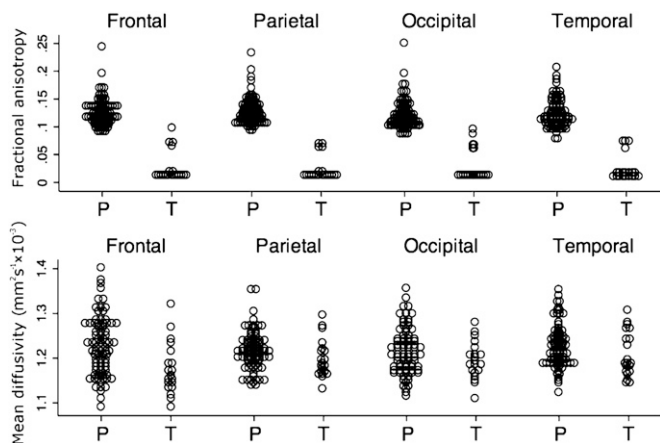 Frontal Parietal Occipital Temporal
Fractional anisotropy
.25
.2
.15
.1
.05
0
P T P T P T P T
Frontal Parietal Occipital Temporal
Mean diffusivity (mm²s⁻¹×10⁻³)
1.4
1.3
1.2
1.1
P T P T P T P T